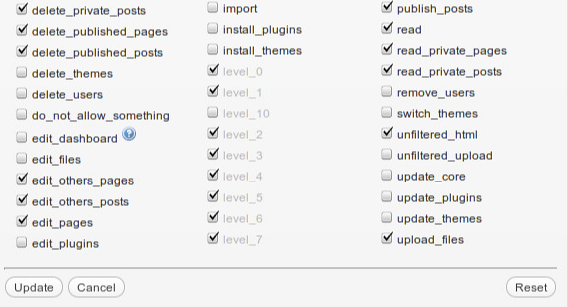 delete_private_posts
delete_published_pages
delete_published_posts
delete_themes
delete_users
do_not_allow_something
edit_dashboard ?
edit_files
edit_others_pages
edit_others_posts
edit_pages
edit_plugins
import
install_plugins
install_themes
level_0
level_1
level_10
level_2
level_3
level_4
level_5
level_6
level_7
publish_posts
read
read_private_pages
read_private_posts
remove_users
switch_themes
unfiltered_html
unfiltered_upload
update_core
update_plugins
update_themes
upload_files
Update Cancel Reset